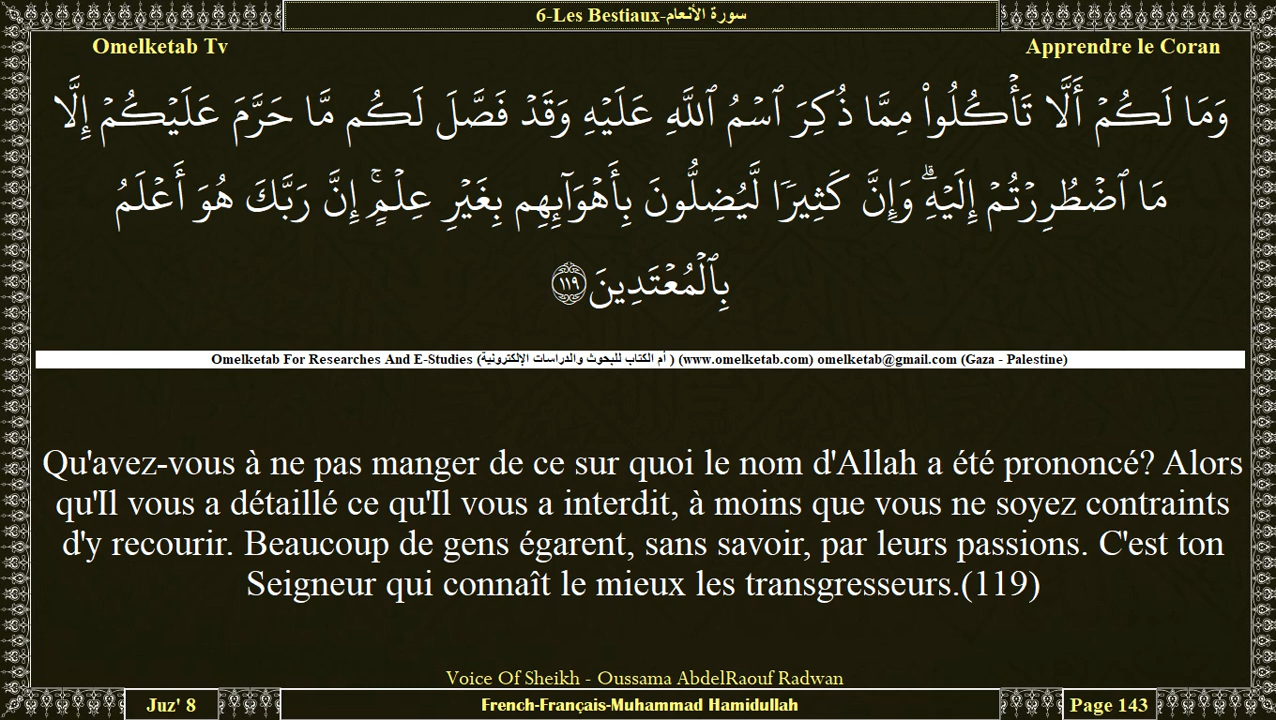 6-Les Bestiaux-سورة الأنعام
Omelketab Tv
Apprendre le Coran
وَمَا لَكُمۡ أَلَّا تَأۡكُلُواْ مِمَّا ذُكِرَ ٱسۡمُ ٱللَّهِ عَلَيۡهِ وَقَدۡ فَصَّلَ لَكُم مَّا حَرَّمَ عَلَيۡكُمۡ إِلَّا
مَا ٱضۡطُرِرۡتُمۡ إِلَيۡهِۗ وَإِنَّ كَثِيرٗا لَّيُضِلُّونَ بِأَهۡوَآئِهِم بِغَيۡرِ عِلۡمٍۚ إِنَّ رَبَّكَ هُوَ أَعۡلَمُ
بِٱلۡمُعۡتَدِينَ ١١٩
Omelketab For Researches And E-Studies (أم الكتاب للبحوث والدراسات الإلكترونية ) (www.omelketab.com) omelketab@gmail.com (Gaza - Palestine)
Qu'avez-vous à ne pas manger de ce sur quoi le nom d'Allah a été prononcé? Alors
qu'Il vous a détaillé ce qu'Il vous a interdit, à moins que vous ne soyez contraints
d'y recourir. Beaucoup de gens égarent, sans savoir, par leurs passions. C'est ton
Seigneur qui connaît le mieux les transgresseurs.(119)
Voice Of Sheikh - Oussama AbdelRaouf Radwan
Juz' 8
French-Français-Muhammad Hamidullah
Page 143